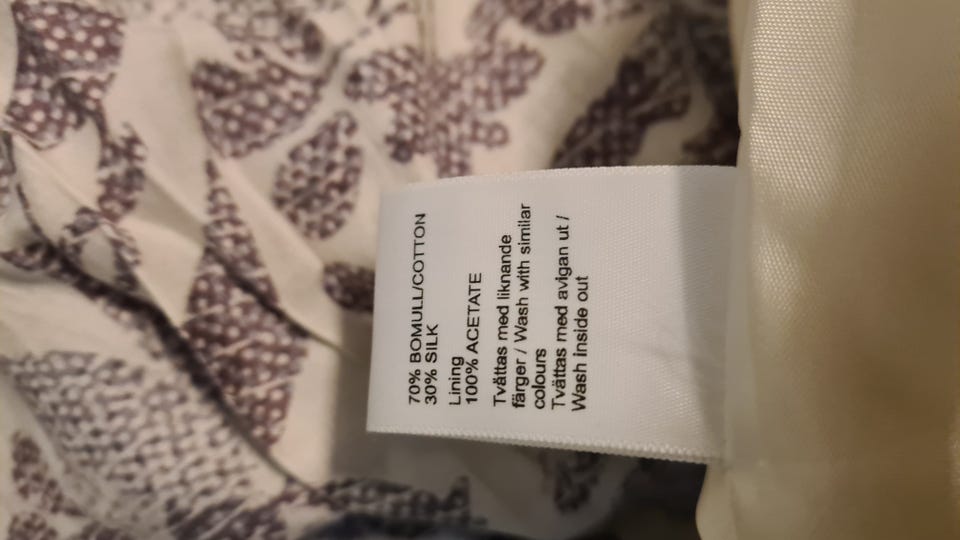 70% BOMULL/COTTON
30% SILK
Lining
100% ACETATE
Tvättas med liknande
färger / Wash with similar
colours
Tvättas med avigan ut /
Wash inside out